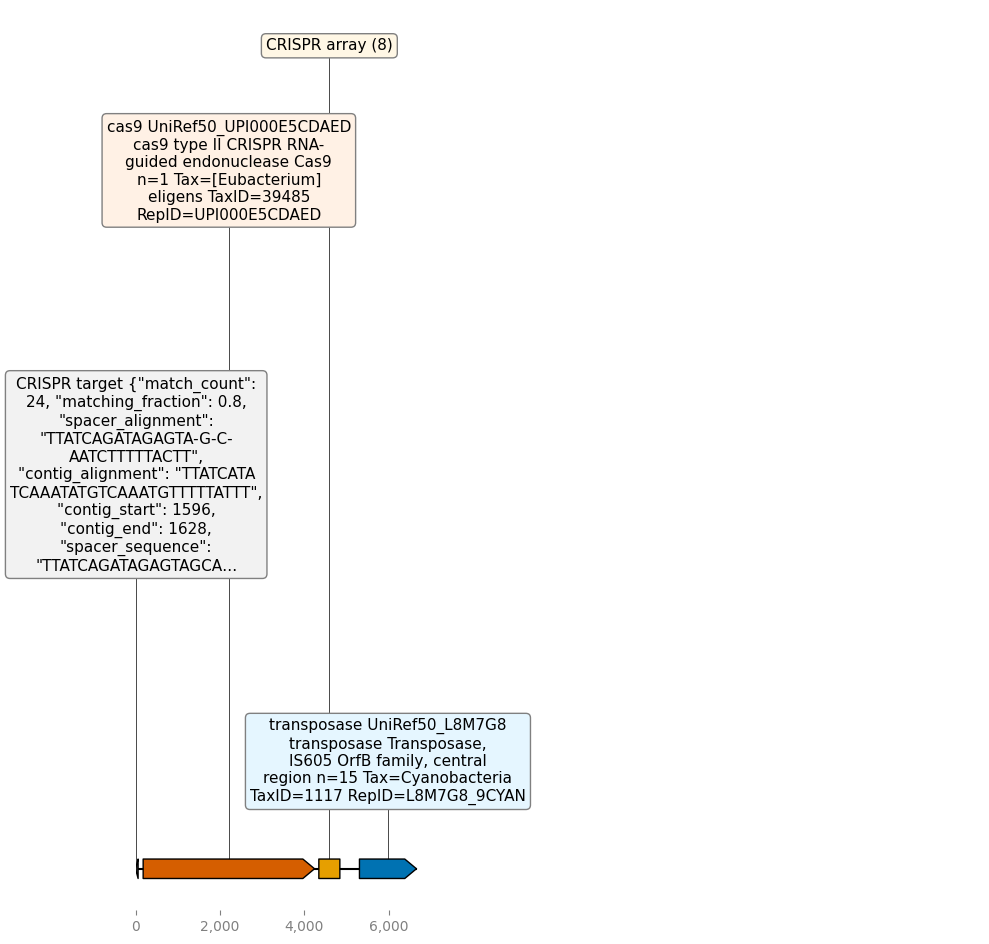 CRISPR array (8)
cas9 UniRef50_UPI000E5CDAED
cas9 type II CRISPR RNA-
guided endonuclease Cas9
n=1 Tax=[Eubacterium]
eligens TaxID=39485
RepID=UPI000E5CDAED
CRISPR target {"match_count":
24, "matching_fraction": 0.8,
"spacer_alignment":
"TTATCAGATAGAGTA-G-C-
AATCTTTTTACTT",
"contig_alignment": "TTATCATA
TCAAATATGTCAAATGTTTTTATTT",
"contig_start": 1596,
"contig_end": 1628,
"spacer_sequence":
"TTATCAGATAGAGTAGCA...
transposase UniRef50_L8M7G8
transposase Transposase,
IS605 OrfB family, central
region n=15 Tax=Cyanobacteria
TaxID=1117 RepID=L8M7G8_9CYAN
0 2,000 4,000 6,000